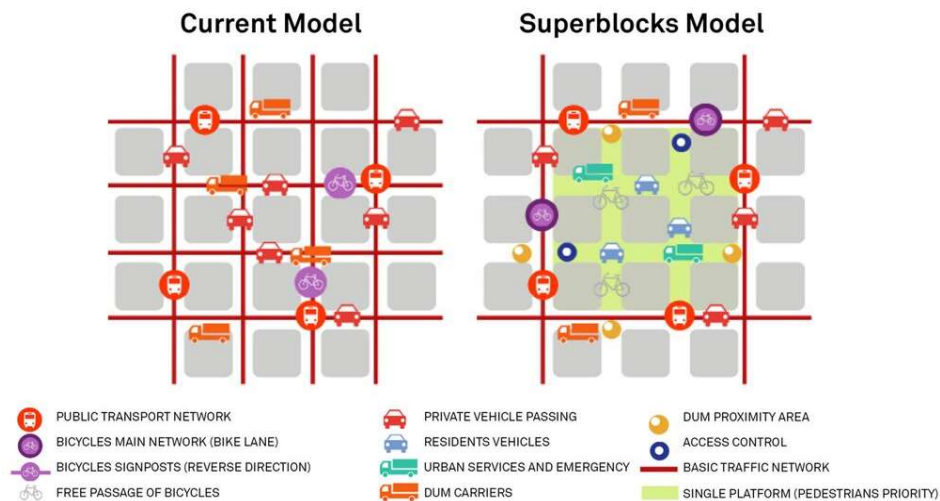 Current Model
Superblocks Model
PUBLIC TRANSPORT NETWORK
BICYCLES MAIN NETWORK (BIKE LANE)
BICYCLES SIGNPOSTS (REVERSE DIRECTION)
FREE PASSAGE OF BICYCLES
PRIVATE VEHICLE PASSING
RESIDENTS VEHICLES
URBAN SERVICES AND EMERGENCY
DUM CARRIERS
DUM PROXIMITY AREA
ACCESS CONTROL
BASIC TRAFFIC NETWORK
SINGLE PLATFORM (PEDESTRIANS PRIORITY)